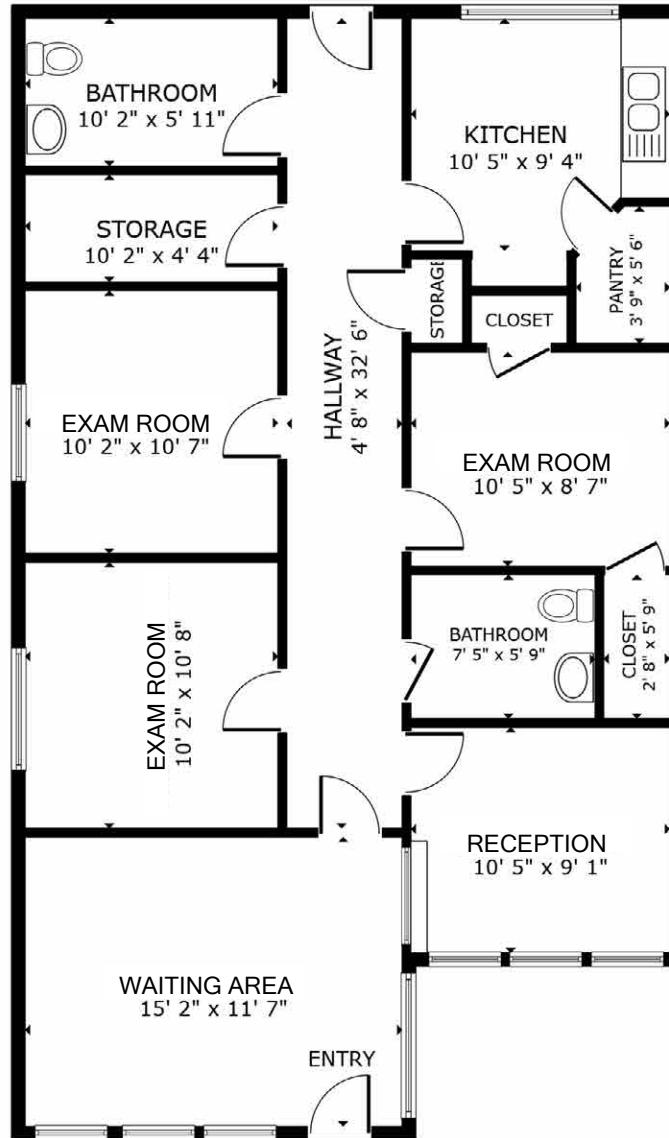 BATHROOM
10' 2" x 5' 11"
KITCHEN
10' 5" x 9' 4"
STORAGE
10' 2" x 4' 4"
PANTRY
3' 9" x 5' 6"
STORAGE
CLOSET
HALLWAY
4' 8" x 32' 6"
EXAM ROOM
10' 2" x 10' 7"
EXAM ROOM
10' 5" x 8' 7"
EXAM ROOM
10' 2" x 10' 8"
BATHROOM
7' 5" x 5' 9"
CLOSET
2' 8" x 5' 9"
RECEPTION
10' 5" x 9' 1"
WAITING AREA
15' 2" x 11' 7"
ENTRY